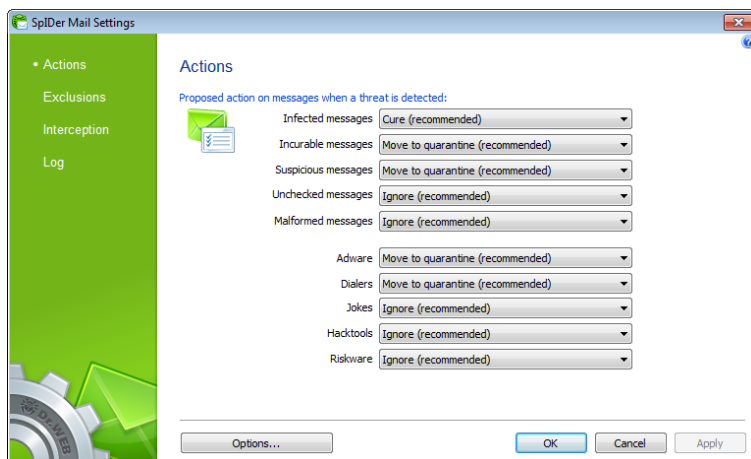 SpIDer Mail Settings
Actions
Exclusions
Interception
Log
Actions
Proposed action on messages when a threat is detected:
Infected messages Cure (recommended)
Incurable messages Move to quarantine (recommended)
Suspicious messages Move to quarantine (recommended)
Unchecked messages Ignore (recommended)
Malformed messages Ignore (recommended)
Adware Move to quarantine (recommended)
Dialers Move to quarantine (recommended)
Jokes Ignore (recommended)
Hacktools Ignore (recommended)
Riskware Ignore (recommended)
Dr.WEB
Options... OK Cancel Apply